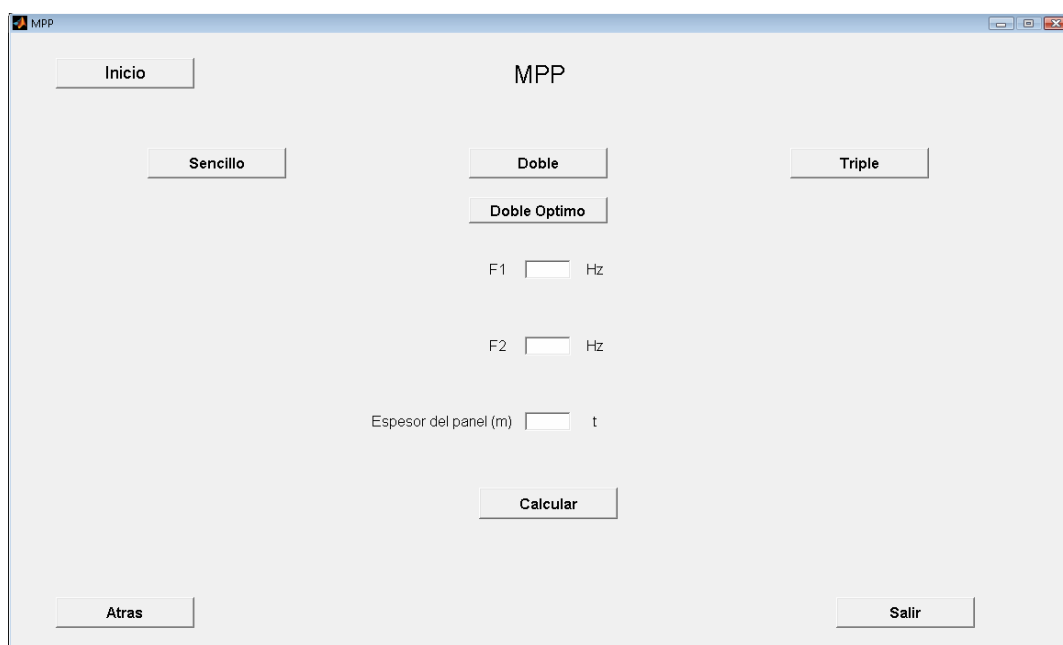 MPP
Inicio
MPP
Sencillo Doble Triple
Doble Optimo
F1 Hz
F2 Hz
Espesor del panel (m) t
Calcular
Atras Salir